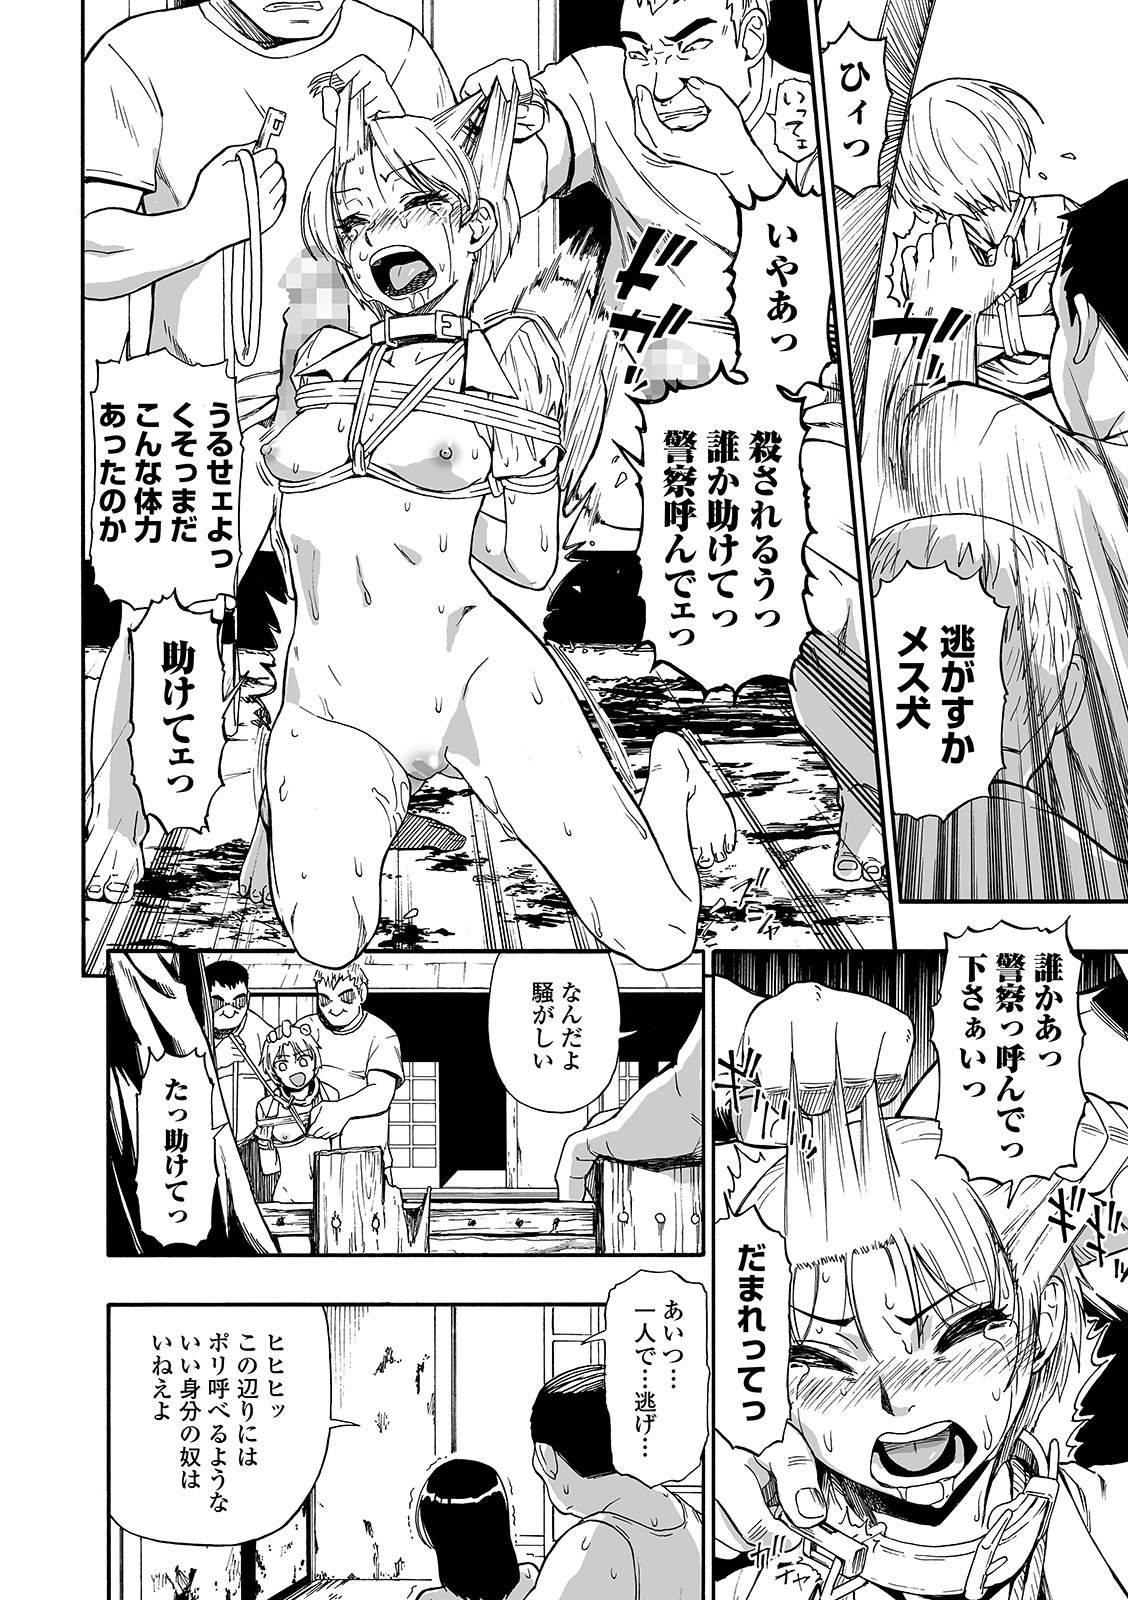 ヒィっ
逃がすか
メス犬
いってェ
いやあっ
殺されるうっ
誰か助けてっ
警察呼んでェっ
うるせェよっ
くそっまだ
こんな体力
あったのか
助けてェっ
誰かあっ
警察っ呼んでっ
下さぁいっ
だまれってっ
なんだよ
騒がしい
たっ助けてっ
あいつ…
一人で…逃げ…
ヒヒヒッ
この辺りには
ポリ呼べるような
いい身分の奴は
いねえよ